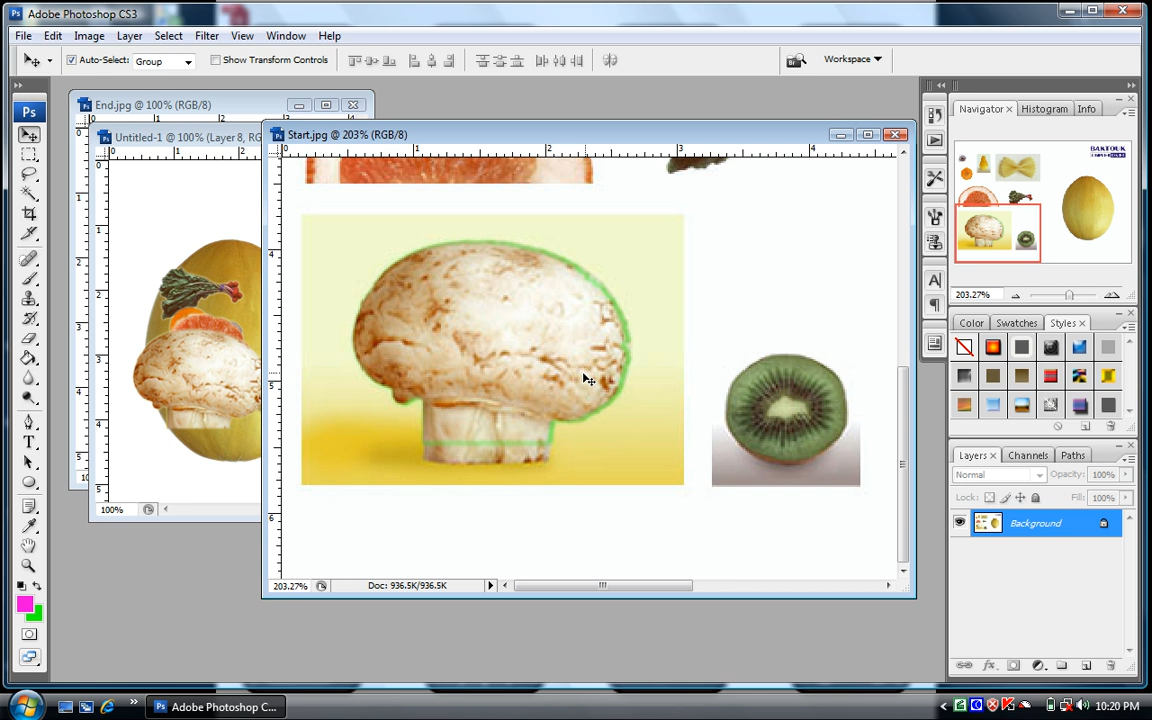 Adobe Photoshop CS3
File Edit Image Layer Select Filter View Window Help
Auto-Select: Group Show Transform Controls Workspace
End.jpg @ 100% (RGB/8)
Untitled-1 @ 100% (Layer 8, RG
Start.jpg @ 203% (RGB/8)
Navigator Histogram Info
BAKTOUK
203.27%
Color Swatches Styles
Layers Channels Paths
Normal Opacity: 100%
Lock: Fill: 100%
Background
100%
203.27% Doc: 936.5K/936.5K
Adobe Photoshop C... 10:20 PM